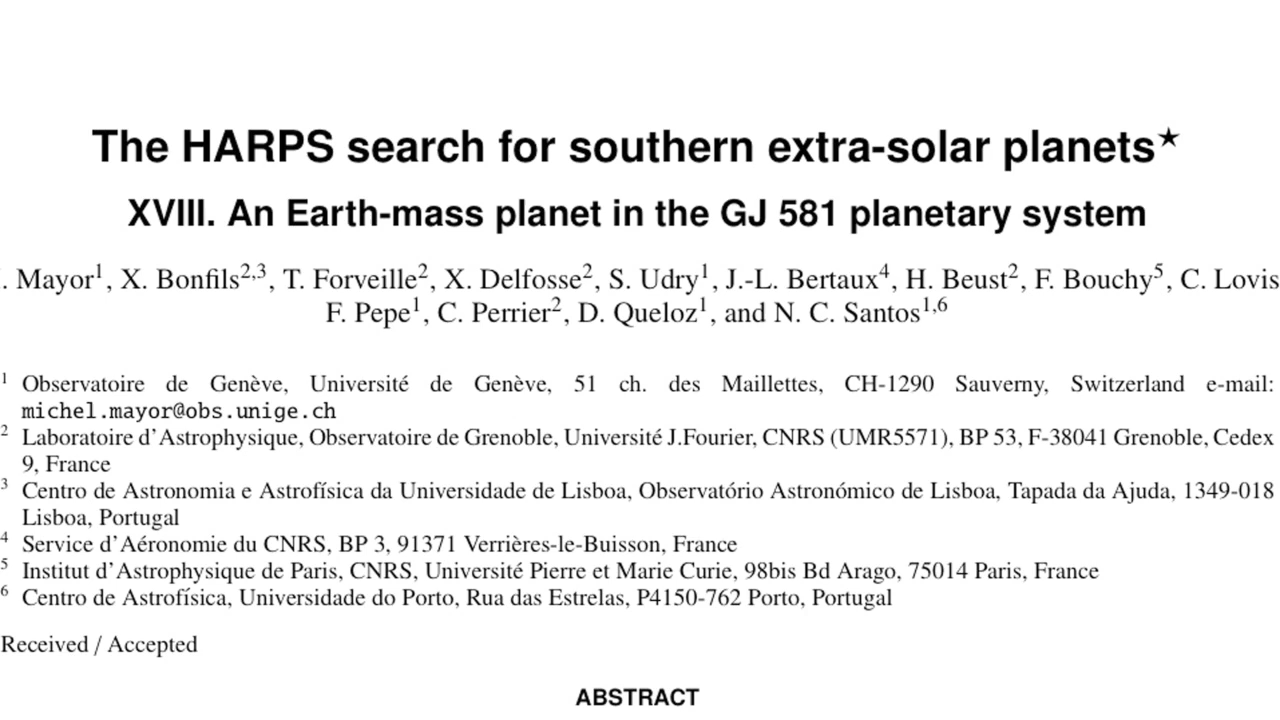 The HARPS search for southern extra-solar planets★
XVIII. An Earth-mass planet in the GJ 581 planetary system
. Mayor1, X. Bonfils2,3, T. Forveille2, X. Delfosse2, S. Udry1, J.-L. Bertaux4, H. Beust2, F. Bouchy5, C. Lovis
F. Pepe1, C. Perrier2, D. Queloz1, and N. C. Santos1,6
1 Observatoire de Genève, Université de Genève, 51 ch. des Maillettes, CH-1290 Sauverny, Switzerland e-mail:
michel.mayor@obs.unige.ch
2 Laboratoire d'Astrophysique, Observatoire de Grenoble, Université J.Fourier, CNRS (UMR5571), BP 53, F-38041 Grenoble, Cedex
9, France
3 Centro de Astronomia e Astrofísica da Universidade de Lisboa, Observatório Astronómico de Lisboa, Tapada da Ajuda, 1349-018
Lisboa, Portugal
4 Service d'Aéronomie du CNRS, BP 3, 91371 Verrières-le-Buisson, France
5 Institut d'Astrophysique de Paris, CNRS, Université Pierre et Marie Curie, 98bis Bd Arago, 75014 Paris, France
6 Centro de Astrofísica, Universidade do Porto, Rua das Estrelas, P4150-762 Porto, Portugal
Received / Accepted
ABSTRACT